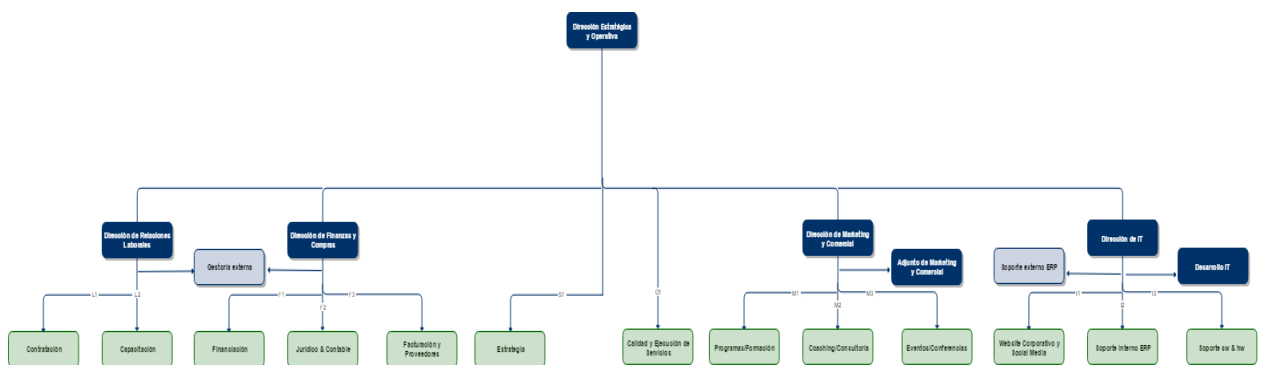 Dirección Estratégica
y Operativa
Dirección de Relaciones
Laborales
Dirección de Finanzas y
Compras
Dirección de Marketing
y Comercial
Dirección de IT
Gestoría externa
Adjunto de Marketing
y Comercial
Soporte externo ERP
Desarrollo IT
L1
L2
F1
F2
F3
S1
C1
M1
M2
M3
I1
I2
I3
Contratación
Capacitación
Financiación
Jurídico & Contable
Facturación y
Proveedores
Estrategia
Calidad y Ejecución de
Servicios
Programas/Formación
Coaching/Consultoría
Eventos/Conferencias
Website Corporativo y
Social Media
Soporte Interno ERP
Soporte sw & hw